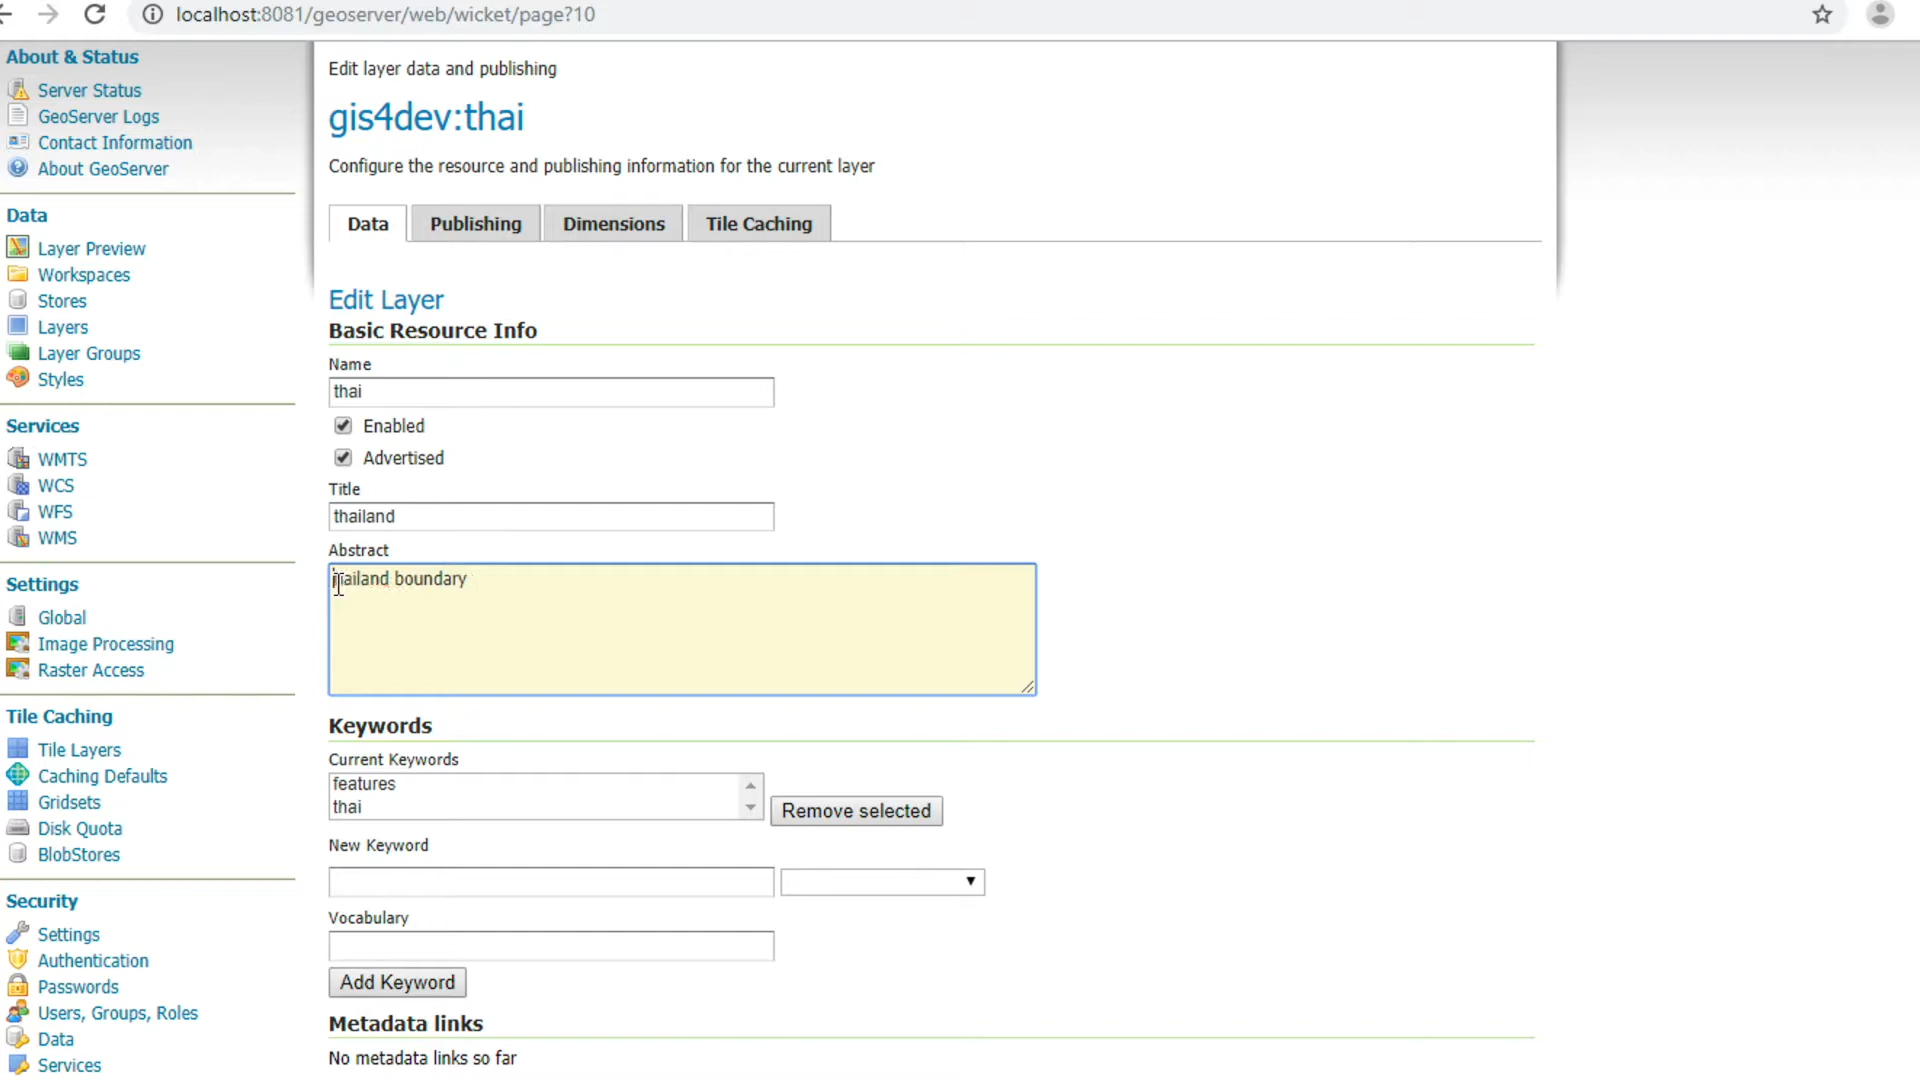 localhost:8081/geoserver/web/wicket/page?10
About & Status
Server Status
GeoServer Logs
Contact Information
About GeoServer
Data
Layer Preview
Workspaces
Stores
Layers
Layer Groups
Styles
Services
WMTS
WCS
WFS
WMS
Settings
Global
Image Processing
Raster Access
Tile Caching
Tile Layers
Caching Defaults
Gridsets
Disk Quota
BlobStores
Security
Settings
Authentication
Passwords
Users, Groups, Roles
Data
Services
Edit layer data and publishing
gis4dev:thai
Configure the resource and publishing information for the current layer
Data Publishing Dimensions Tile Caching
Edit Layer
Basic Resource Info
Name
thai
Enabled
Advertised
Title
thailand
Abstract
boundary
Keywords
Current Keywords
features
thai
Remove selected
New Keyword
Vocabulary
Add Keyword
Metadata links
No metadata links so far